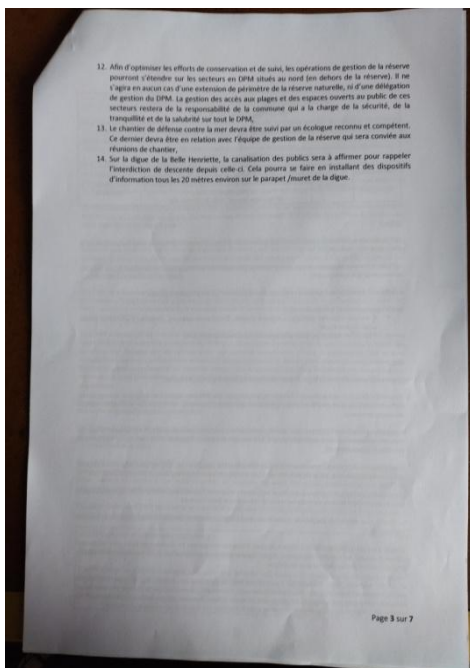 12. Afin d'optimiser les efforts de conservation et de suivi, les opérations de gestion de la réserve
pourront s'étendre sur les secteurs en DPM situés au nord (en dehors de la réserve). Il ne
s'agira en aucun cas d'une extension de périmètre de la réserve naturelle, ni d'une délégation
de gestion du DPM. La gestion des accès aux plages et des espaces ouverts au public de ces
secteurs restera de la responsabilité de la commune qui a la charge de la sécurité, de la
tranquillité et de la salubrité sur tout le DPM,
13. Le chantier de défense contre la mer devra être suivi par un écologue reconnu et compétent.
Ce dernier devra être en relation avec l'équipe de gestion de la réserve qui sera conviée aux
réunions de chantier,
14. Sur la digue de la Belle Henriette, la canalisation des publics sera à affirmer pour rappeler
l'interdiction de descente depuis celle-ci. Cela pourra se faire en installant des dispositifs
d'information tous les 20 mètres environ sur le parapet /muret de la digue.
Page 3 sur 7